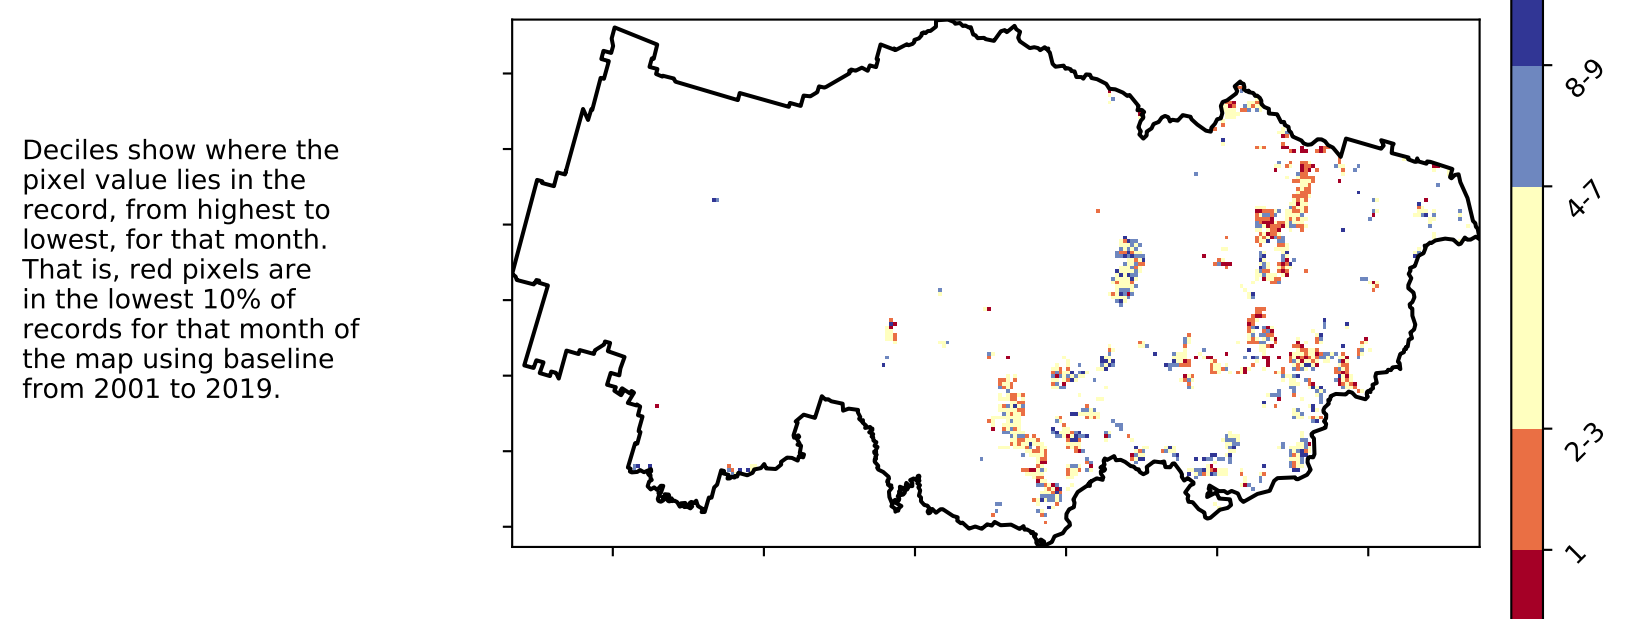 Deciles show where the
pixel value lies in the
record, from highest to
lowest, for that month.
That is, red pixels are
in the lowest 10% of
records for that month of
the map using baseline
from 2001 to 2019.
8-9
4-7
2-3
1